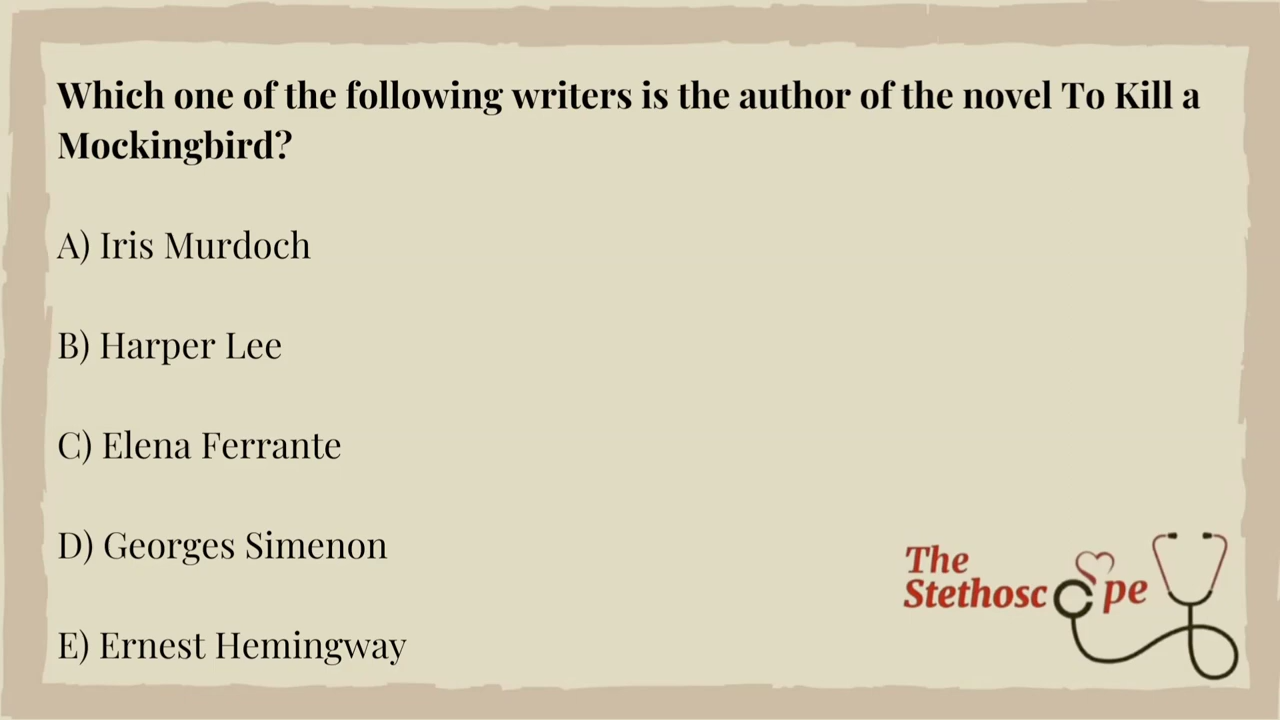 Which one of the following writers is the author of the novel To Kill a
Mockingbird?
A) Iris Murdoch
B) Harper Lee
C) Elena Ferrante
D) Georges Simenon
E) Ernest Hemingway
The
Stethoscope